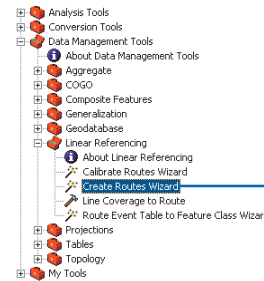 Analysis Tools
Conversion Tools
Data Management Tools
About Data Management Tools
Aggregate
COGO
Composite Features
Generalization
Geodatabase
Linear Referencing
About Linear Referencing
Calibrate Routes Wizard
Create Routes Wizard
Line Coverage to Route
Route Event Table to Feature Class Wizar
Projections
Tables
Topology
My Tools